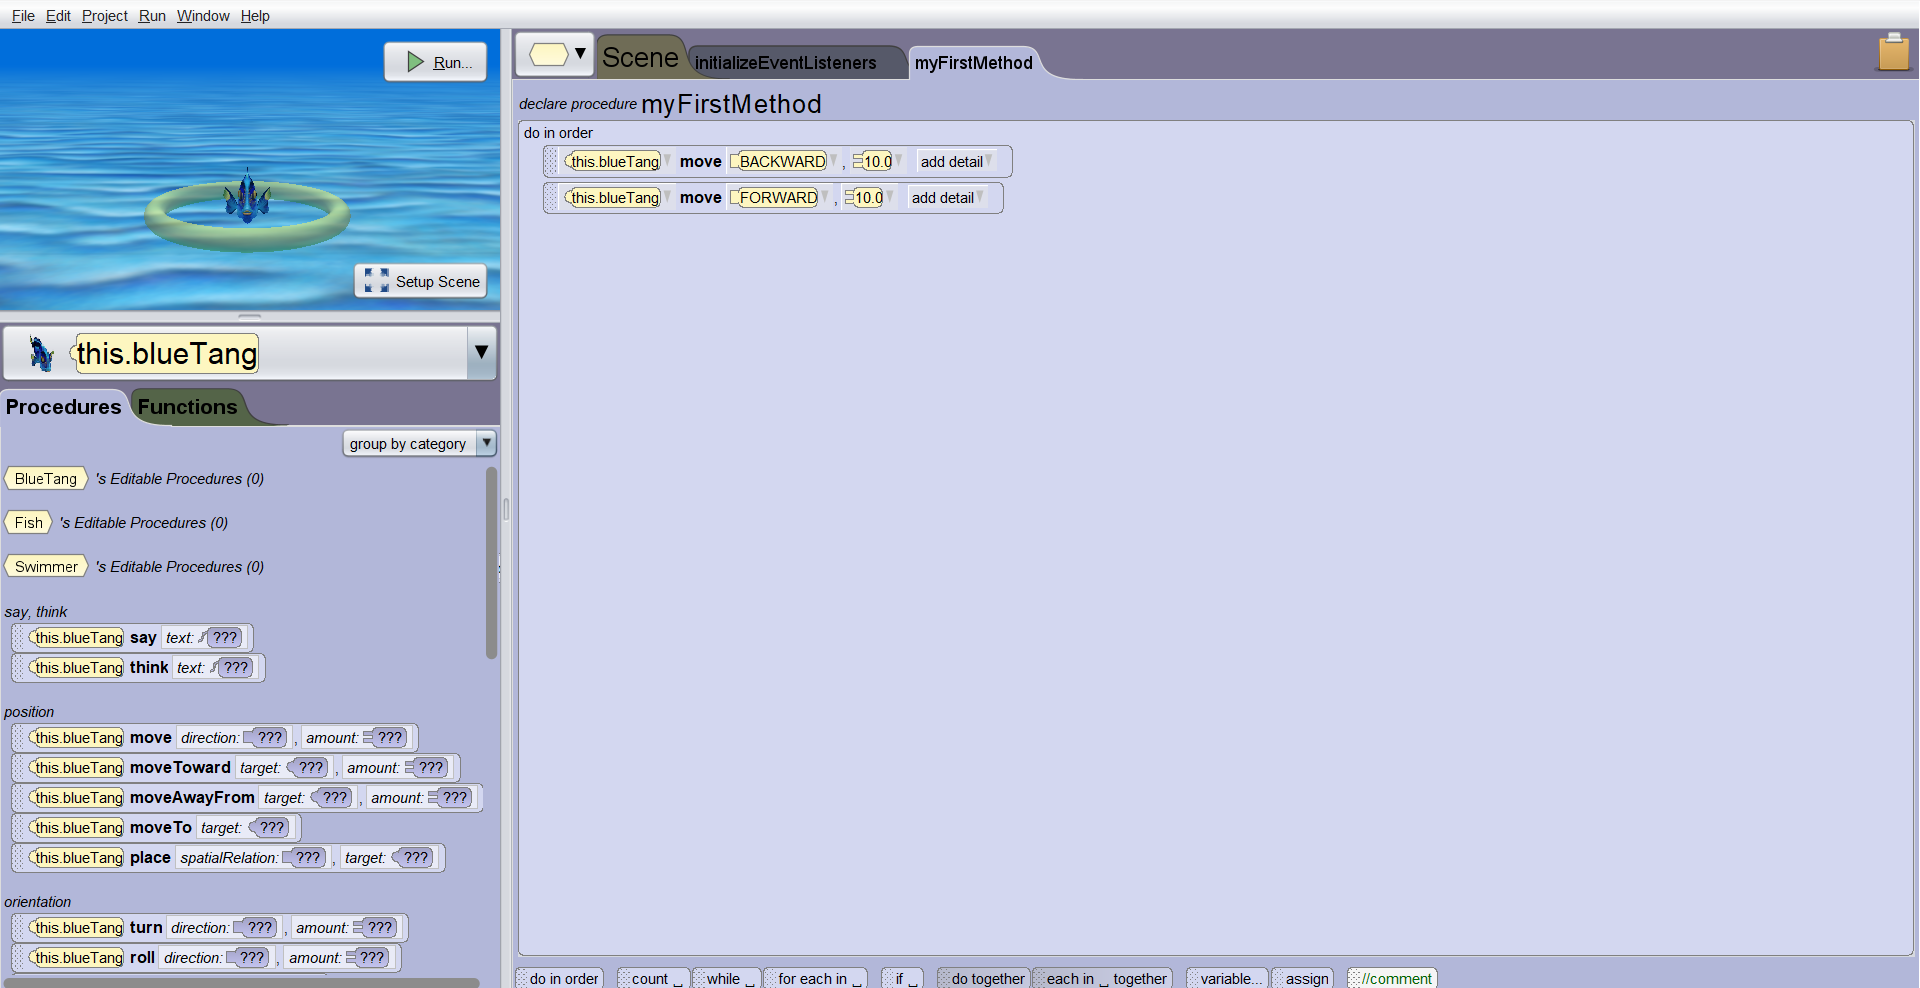 File Edit Project Run Window Help
Run...
Setup Scene
this.blueTang
Procedures Functions
group by category
BlueTang 's Editable Procedures (0)
Fish 's Editable Procedures (0)
Swimmer 's Editable Procedures (0)
say, think
this.blueTang say text: ???
this.blueTang think text: ???
position
this.blueTang move direction: ??? , amount: ???
this.blueTang moveToward target: ??? , amount: ???
this.blueTang moveAwayFrom target: ??? , amount: ???
this.blueTang moveTo target: ???
this.blueTang place spatialRelation: ??? , target: ???
orientation
this.blueTang turn direction: ??? , amount: ???
this.blueTang roll direction: ??? , amount: ???
Scene initializeEventListeners myFirstMethod
declare procedure myFirstMethod
do in order
this.blueTang move BACKWARD , 10.0 add detail
this.blueTang move FORWARD , 10.0 add detail
do in order count ␣ while ␣ for each in ␣ if ␣ do together each in ␣ together variable... assign //comment